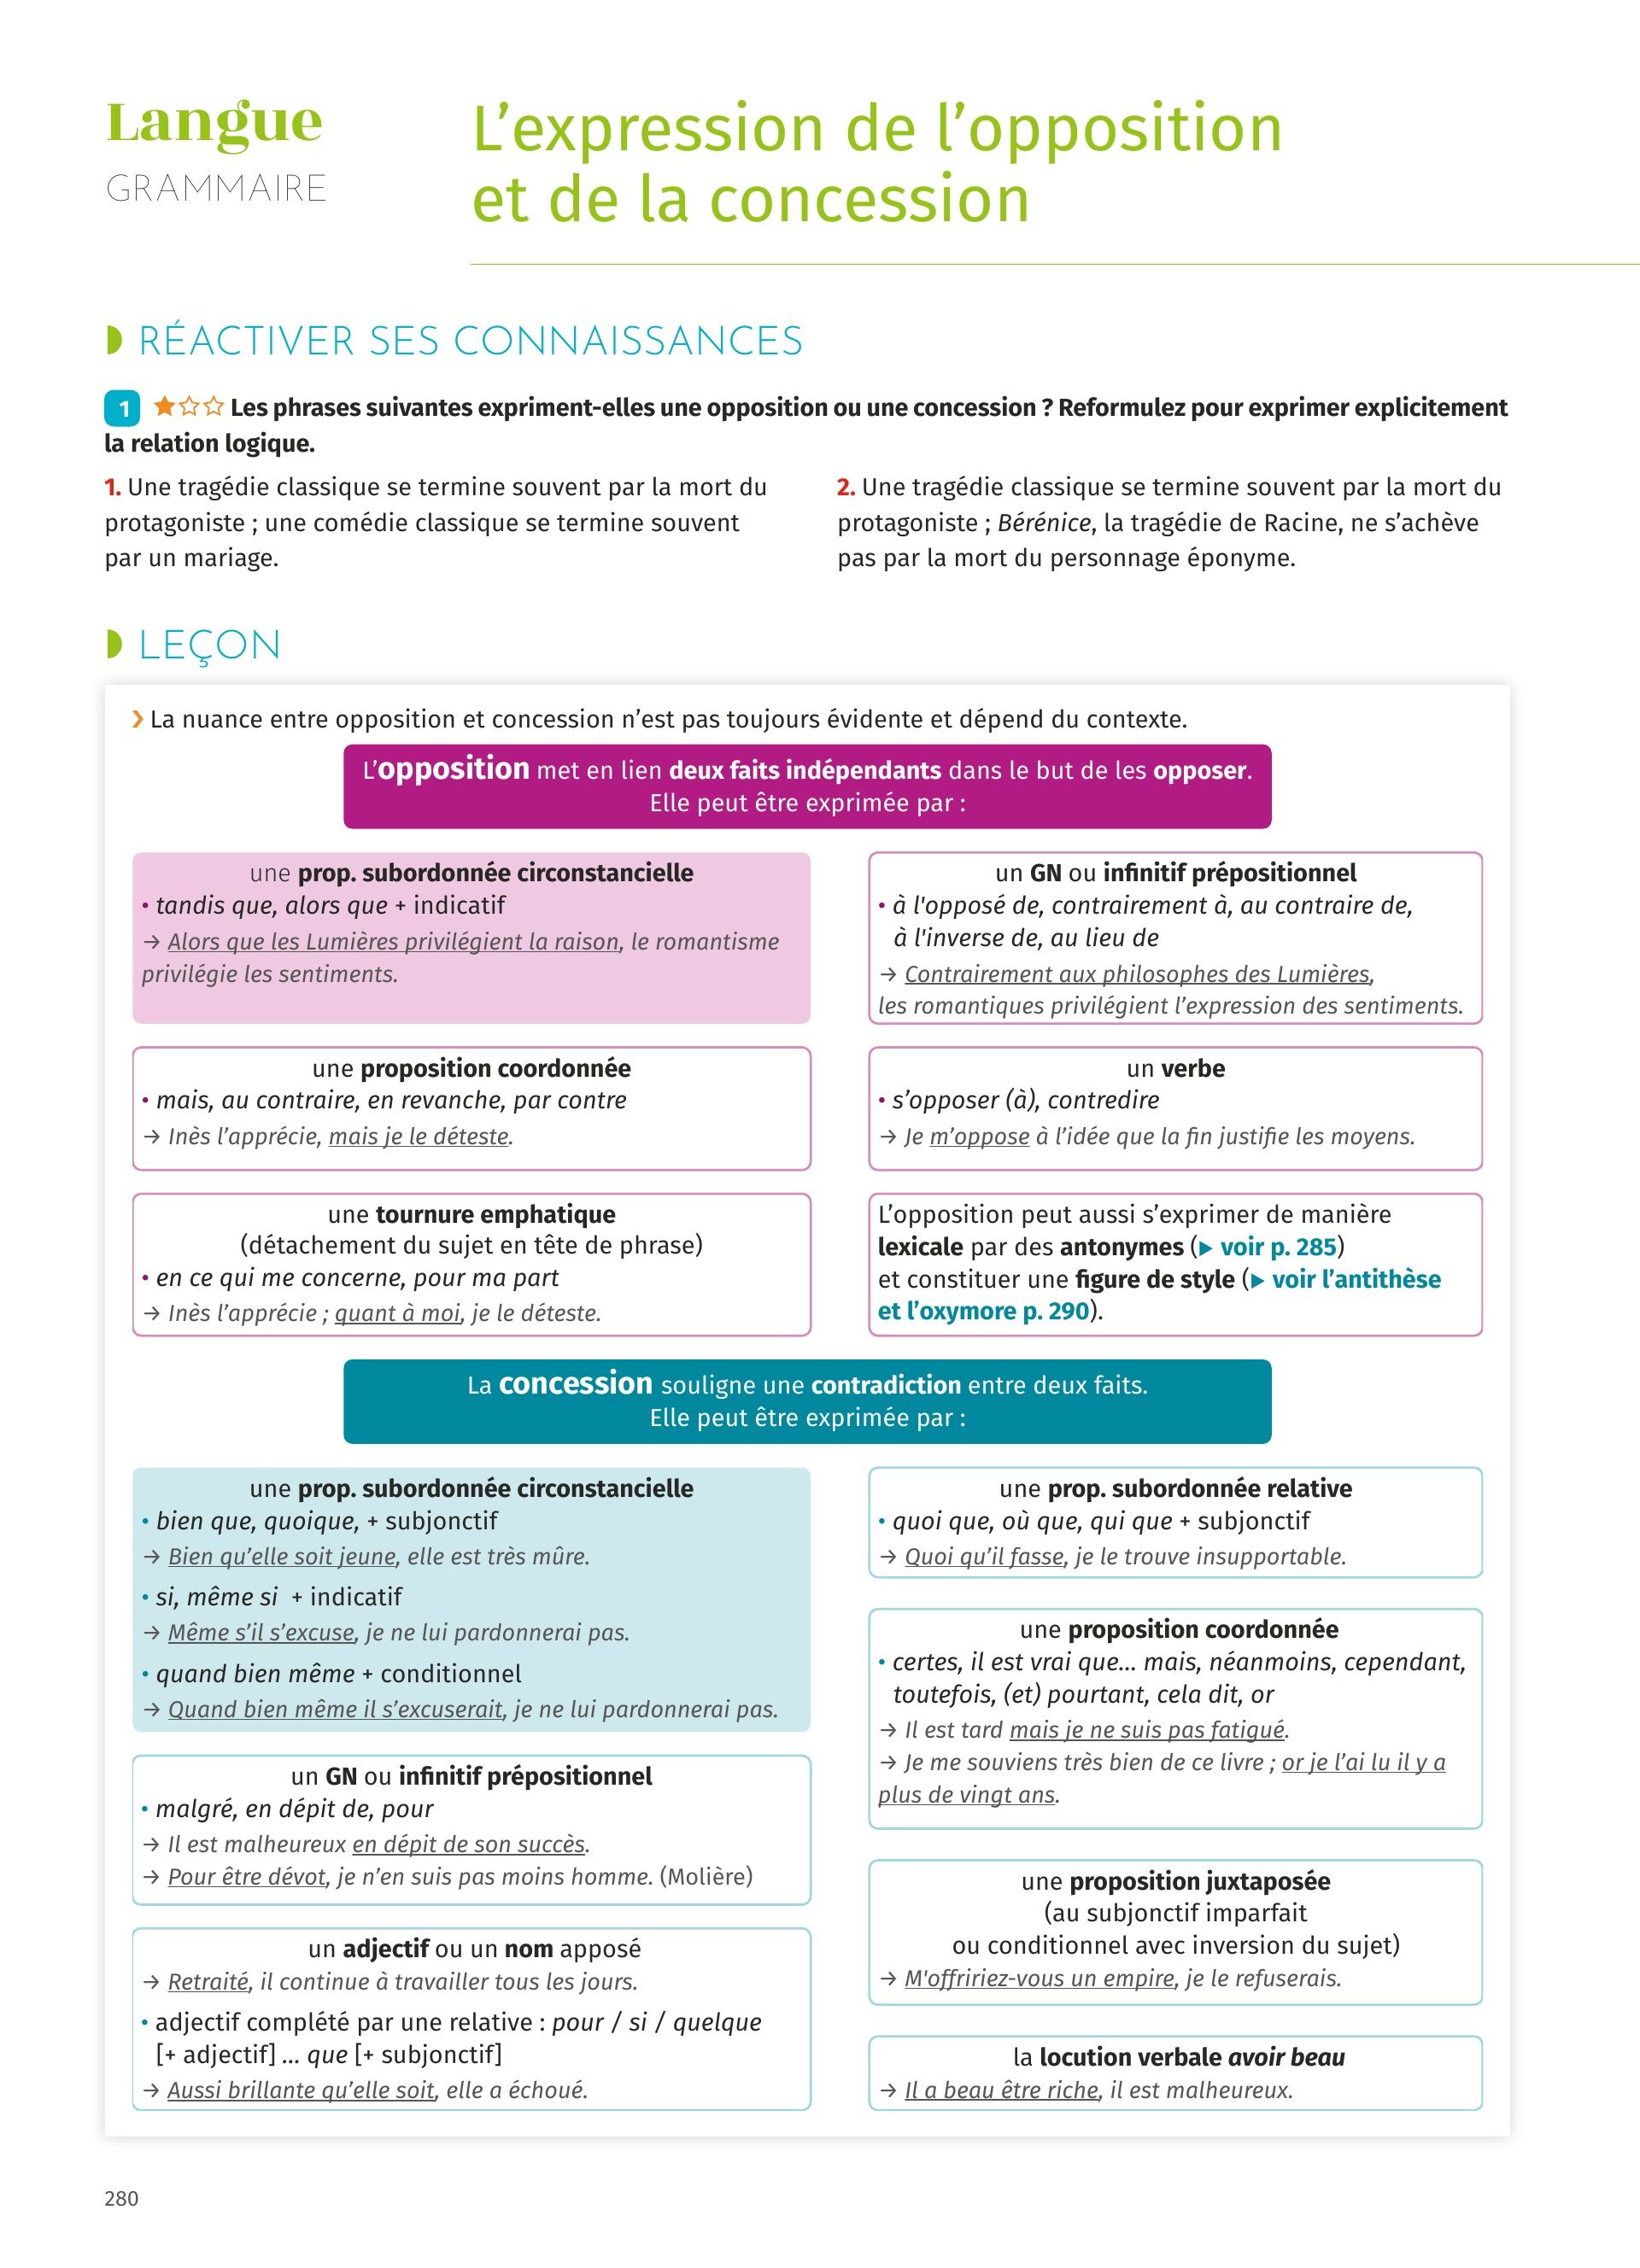 Langue
GRAMMAIRE
L’expression de l’opposition
et de la concession
RÉACTIVER SES CONNAISSANCES
1 ★☆☆ Les phrases suivantes expriment-elles une opposition ou une concession ? Reformulez pour exprimer explicitement
la relation logique.
1. Une tragédie classique se termine souvent par la mort du
protagoniste ; une comédie classique se termine souvent
par un mariage.
2. Une tragédie classique se termine souvent par la mort du
protagoniste ; Bérénice, la tragédie de Racine, ne s’achève
pas par la mort du personnage éponyme.
LEÇON
› La nuance entre opposition et concession n’est pas toujours évidente et dépend du contexte.
L’opposition met en lien deux faits indépendants dans le but de les opposer.
Elle peut être exprimée par :
une prop. subordonnée circonstancielle
• tandis que, alors que + indicatif
→ Alors que les Lumières privilégient la raison, le romantisme
privilégie les sentiments.
un GN ou infinitif prépositionnel
• à l'opposé de, contrairement à, au contraire de,
à l'inverse de, au lieu de
→ Contrairement aux philosophes des Lumières,
les romantiques privilégient l’expression des sentiments.
une proposition coordonnée
• mais, au contraire, en revanche, par contre
→ Inès l’apprécie, mais je le déteste.
un verbe
• s’opposer (à), contredire
→ Je m’oppose à l’idée que la fin justifie les moyens.
une tournure emphatique
(détachement du sujet en tête de phrase)
• en ce qui me concerne, pour ma part
→ Inès l’apprécie ; quant à moi, je le déteste.
L’opposition peut aussi s’exprimer de manière
lexicale par des antonymes (▸ voir p. 285)
et constituer une figure de style (▸ voir l’antithèse
et l’oxymore p. 290).
La concession souligne une contradiction entre deux faits.
Elle peut être exprimée par :
une prop. subordonnée circonstancielle
• bien que, quoique, + subjonctif
→ Bien qu’elle soit jeune, elle est très mûre.
• si, même si + indicatif
→ Même s’il s’excuse, je ne lui pardonnerai pas.
• quand bien même + conditionnel
→ Quand bien même il s’excuserait, je ne lui pardonnerai pas.
un GN ou infinitif prépositionnel
• malgré, en dépit de, pour
→ Il est malheureux en dépit de son succès.
→ Pour être dévot, je n’en suis pas moins homme. (Molière)
un adjectif ou un nom apposé
→ Retraité, il continue à travailler tous les jours.
• adjectif complété par une relative : pour / si / quelque
[+ adjectif] … que [+ subjonctif]
→ Aussi brillante qu’elle soit, elle a échoué.
une prop. subordonnée relative
• quoi que, où que, qui que + subjonctif
→ Quoi qu’il fasse, je le trouve insupportable.
une proposition coordonnée
• certes, il est vrai que… mais, néanmoins, cependant,
toutefois, (et) pourtant, cela dit, or
→ Il est tard mais je ne suis pas fatigué.
→ Je me souviens très bien de ce livre ; or je l’ai lu il y a
plus de vingt ans.
une proposition juxtaposée
(au subjonctif imparfait
ou conditionnel avec inversion du sujet)
→ M'offririez-vous un empire, je le refuserais.
la locution verbale avoir beau
→ Il a beau être riche, il est malheureux.
280